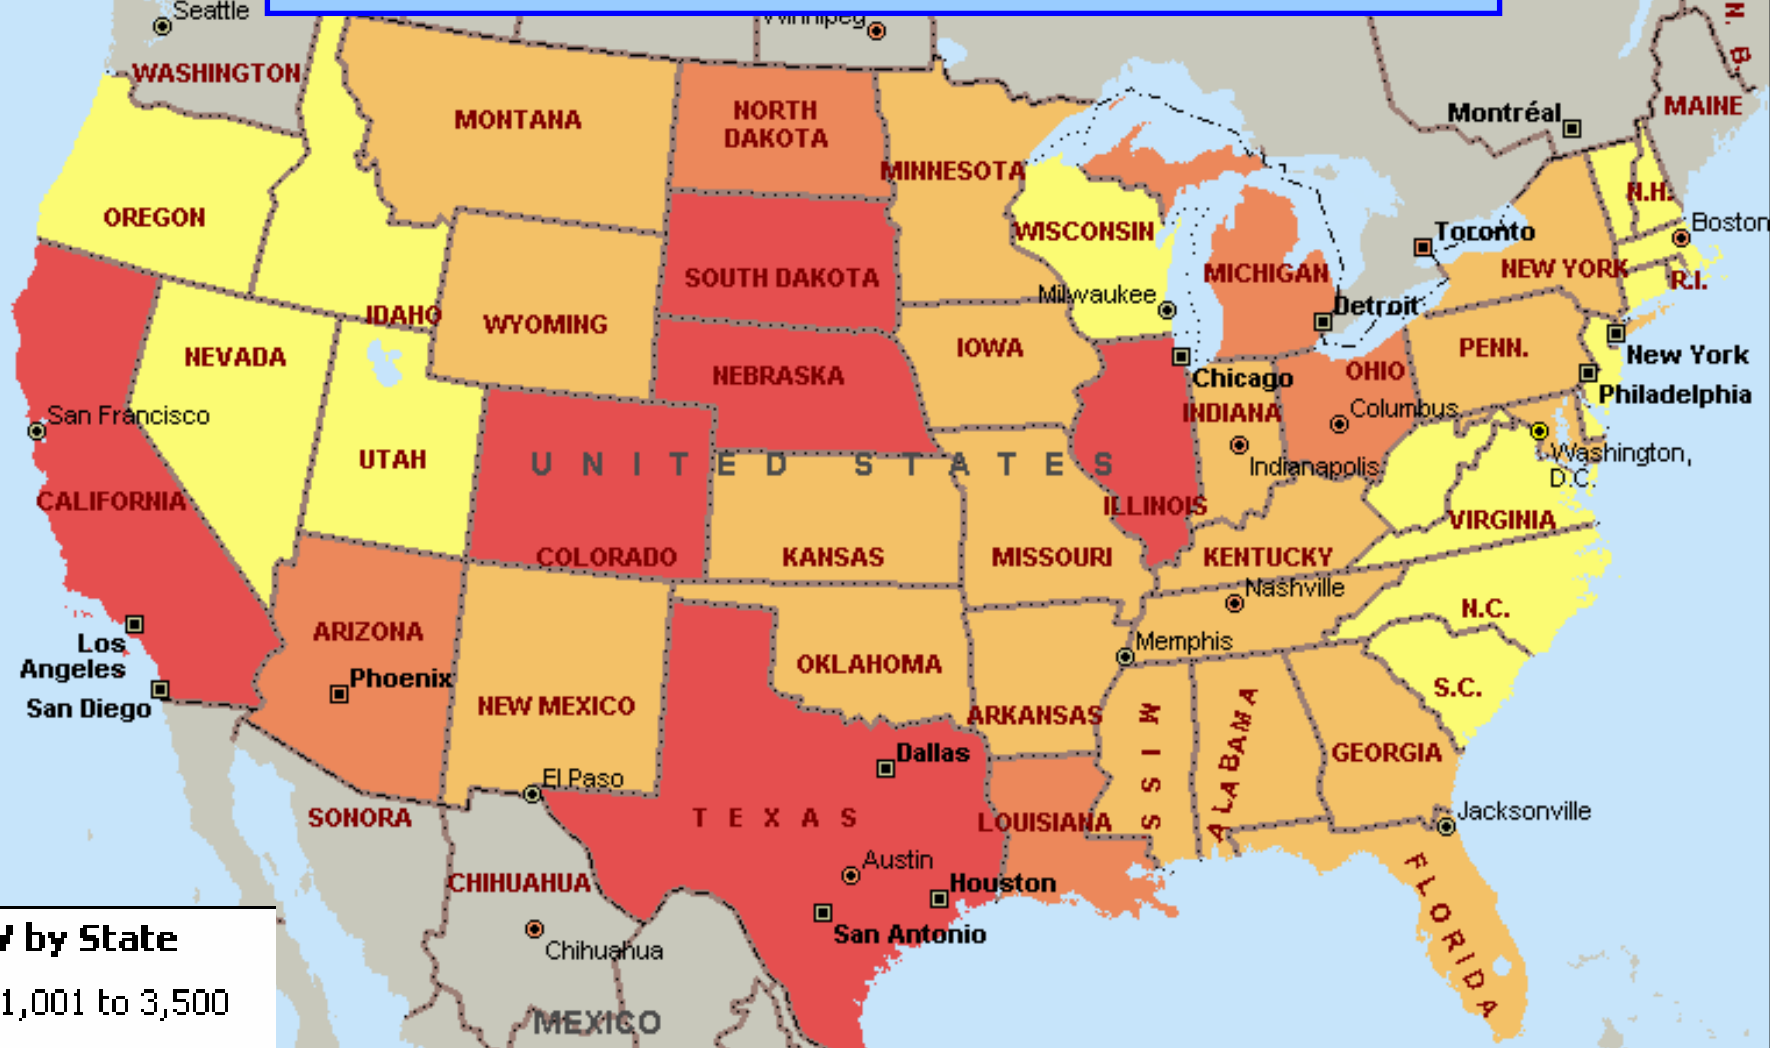 Seattle
Winnipeg
N. B.
WASHINGTON
MONTANA
NORTH
DAKOTA
MAINE
Montréal
MINNESOTA
N.H.
OREGON
WISCONSIN
Boston
Toronto
SOUTH DAKOTA
MICHIGAN
NEW YORK
R.I.
Milwaukee
Detroit
IDAHO
WYOMING
NEVADA
IOWA
PENN.
New York
NEBRASKA
Chicago
OHIO
Philadelphia
San Francisco
INDIANA
Columbus
UTAH
UNITED STATES
Indianapolis
Washington,
D.C.
CALIFORNIA
ILLINOIS
VIRGINIA
COLORADO
KANSAS
MISSOURI
KENTUCKY
Nashville
N.C.
ARIZONA
Los
Angeles
Memphis
OKLAHOMA
Phoenix
S.C.
San Diego
NEW MEXICO
ARKANSAS
MISS
ALABAMA
GEORGIA
Dallas
El Paso
SONORA
TEXAS
LOUISIANA
Jacksonville
Austin
CHIHUAHUA
Houston
FLORIDA
San Antonio
by State
Chihuahua
1,001 to 3,500
MEXICO